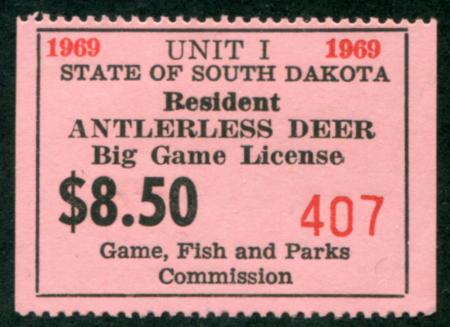 1969 UNIT I 1969
STATE OF SOUTH DAKOTA
Resident
ANTLERLESS DEER
Big Game License
$8.50 407
Game, Fish and Parks
Commission